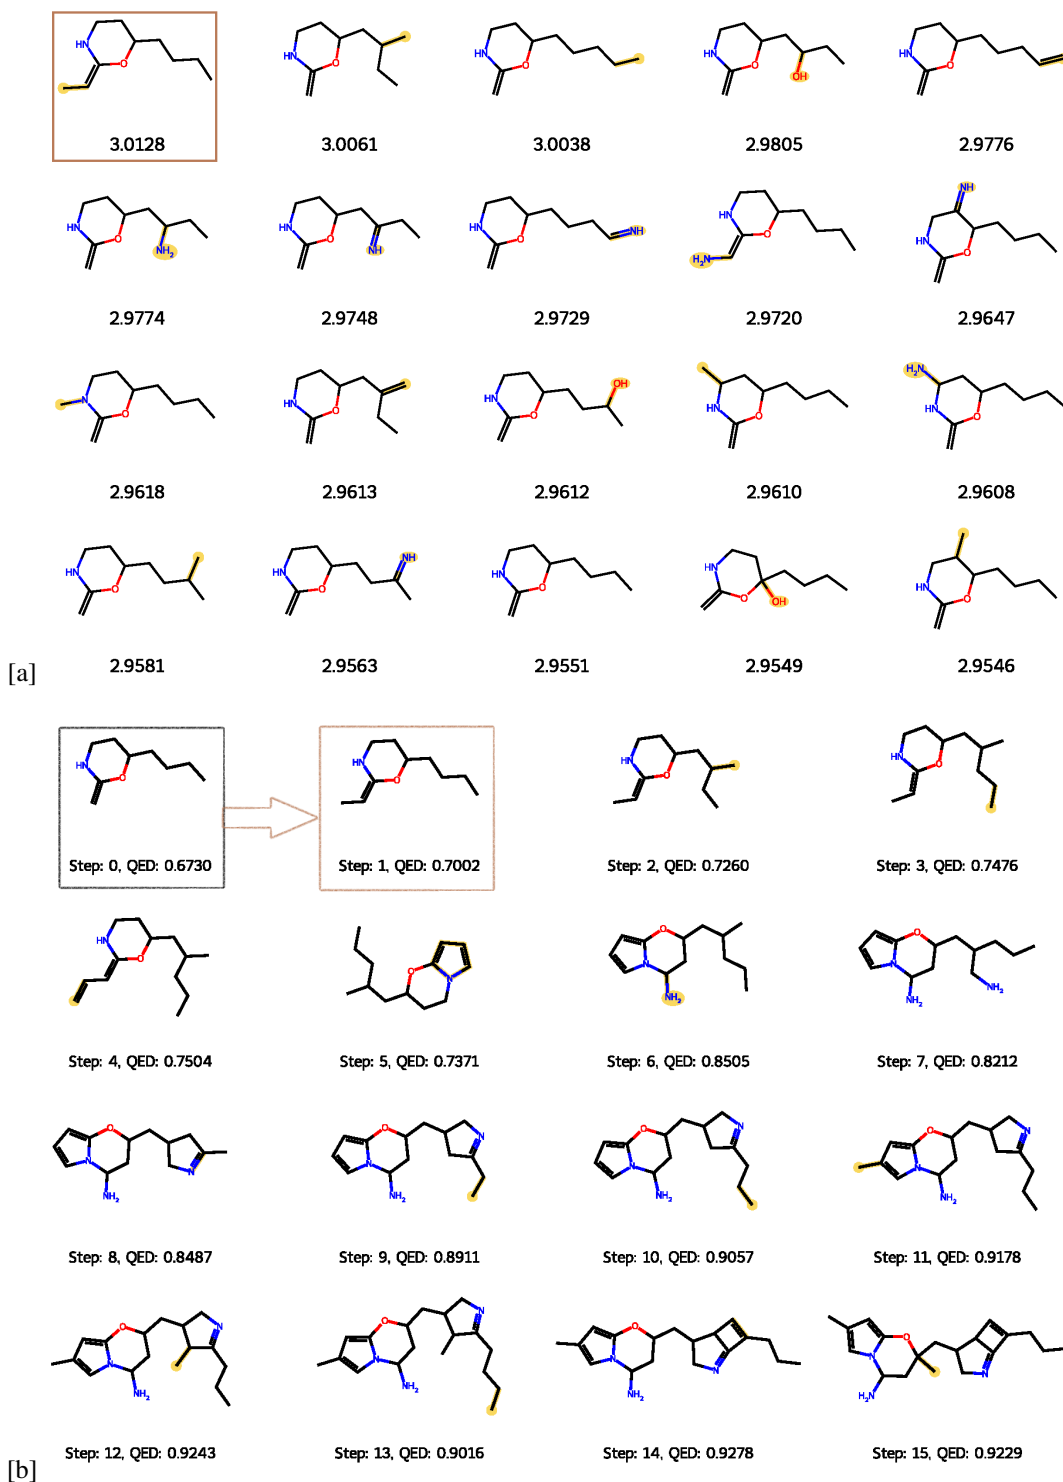 HN O HN O HN O HN O OH HN O
3.0128 3.0061 3.0038 2.9805 2.9776
HN O NH₂ HN O NH HN O NH HN O H₂N NH HN O
2.9774 2.9748 2.9729 2.9720 2.9647
N O HN O HN O OH HN O H₂N HN O
2.9618 2.9613 2.9612 2.9610 2.9608
HN O HN O NH HN O HN O OH HN O
[a] 2.9581 2.9563 2.9551 2.9549 2.9546
HN O HN O HN O HN O
Step: 0, QED: 0.6730 Step: 1, QED: 0.7002 Step: 2, QED: 0.7260 Step: 3, QED: 0.7476
HN O O N O N NH₂ O N NH₂ NH₂
Step: 4, QED: 0.7504 Step: 5, QED: 0.7371 Step: 6, QED: 0.8505 Step: 7, QED: 0.8212
O N N NH₂ O N N NH₂ O N N NH₂ O N N NH₂
Step: 8, QED: 0.8487 Step: 9, QED: 0.8911 Step: 10, QED: 0.9057 Step: 11, QED: 0.9178
O N N NH₂ O N N NH₂ O N N NH₂ O N N H₂N
[b] Step: 12, QED: 0.9243 Step: 13, QED: 0.9016 Step: 14, QED: 0.9278 Step: 15, QED: 0.9229